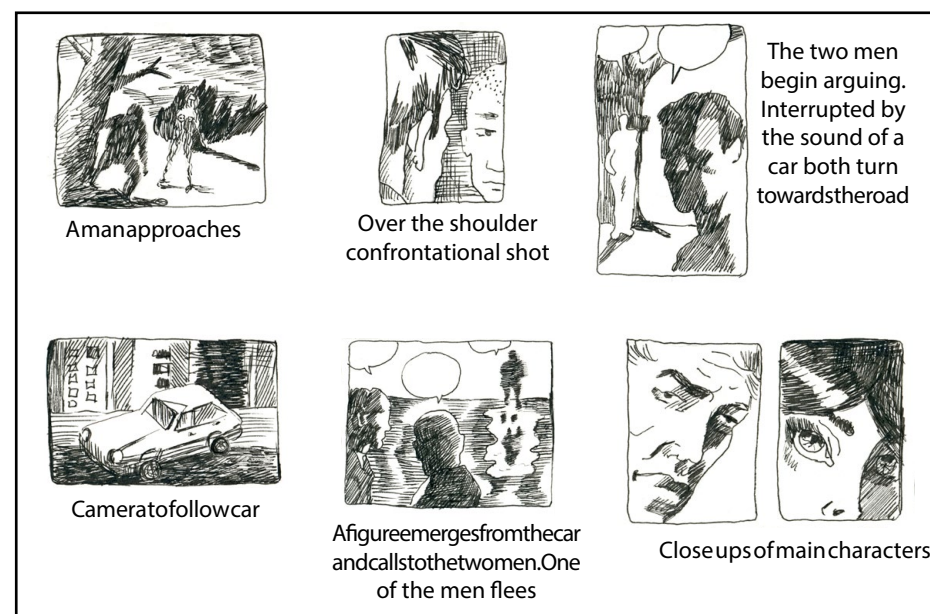 Amanapproaches
Over the shoulder
confrontational shot
The two men
begin arguing.
Interrupted by
the sound of a
car both turn
towardstheroad
Cameratofollowcar
Afigureemergesfromthecar
andcallstothetwomen.One
of the men flees
Closeupsofmaincharacters